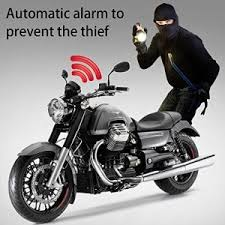 Automatic alarm to
prevent the thief